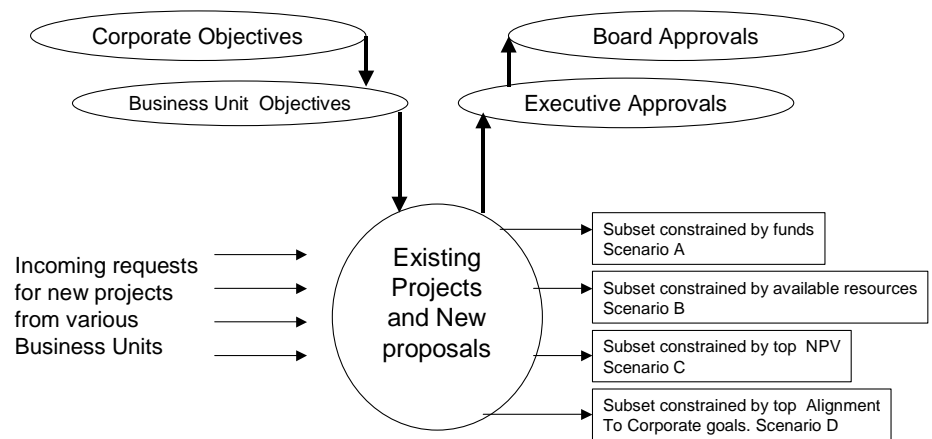 Corporate Objectives
Board Approvals
Business Unit Objectives
Executive Approvals
Incoming requests
for new projects
from various
Business Units
Existing
Projects
and New
proposals
Subset constrained by funds
Scenario A
Subset constrained by available resources
Scenario B
Subset constrained by top NPV
Scenario C
Subset constrained by top Alignment
To Corporate goals. Scenario D